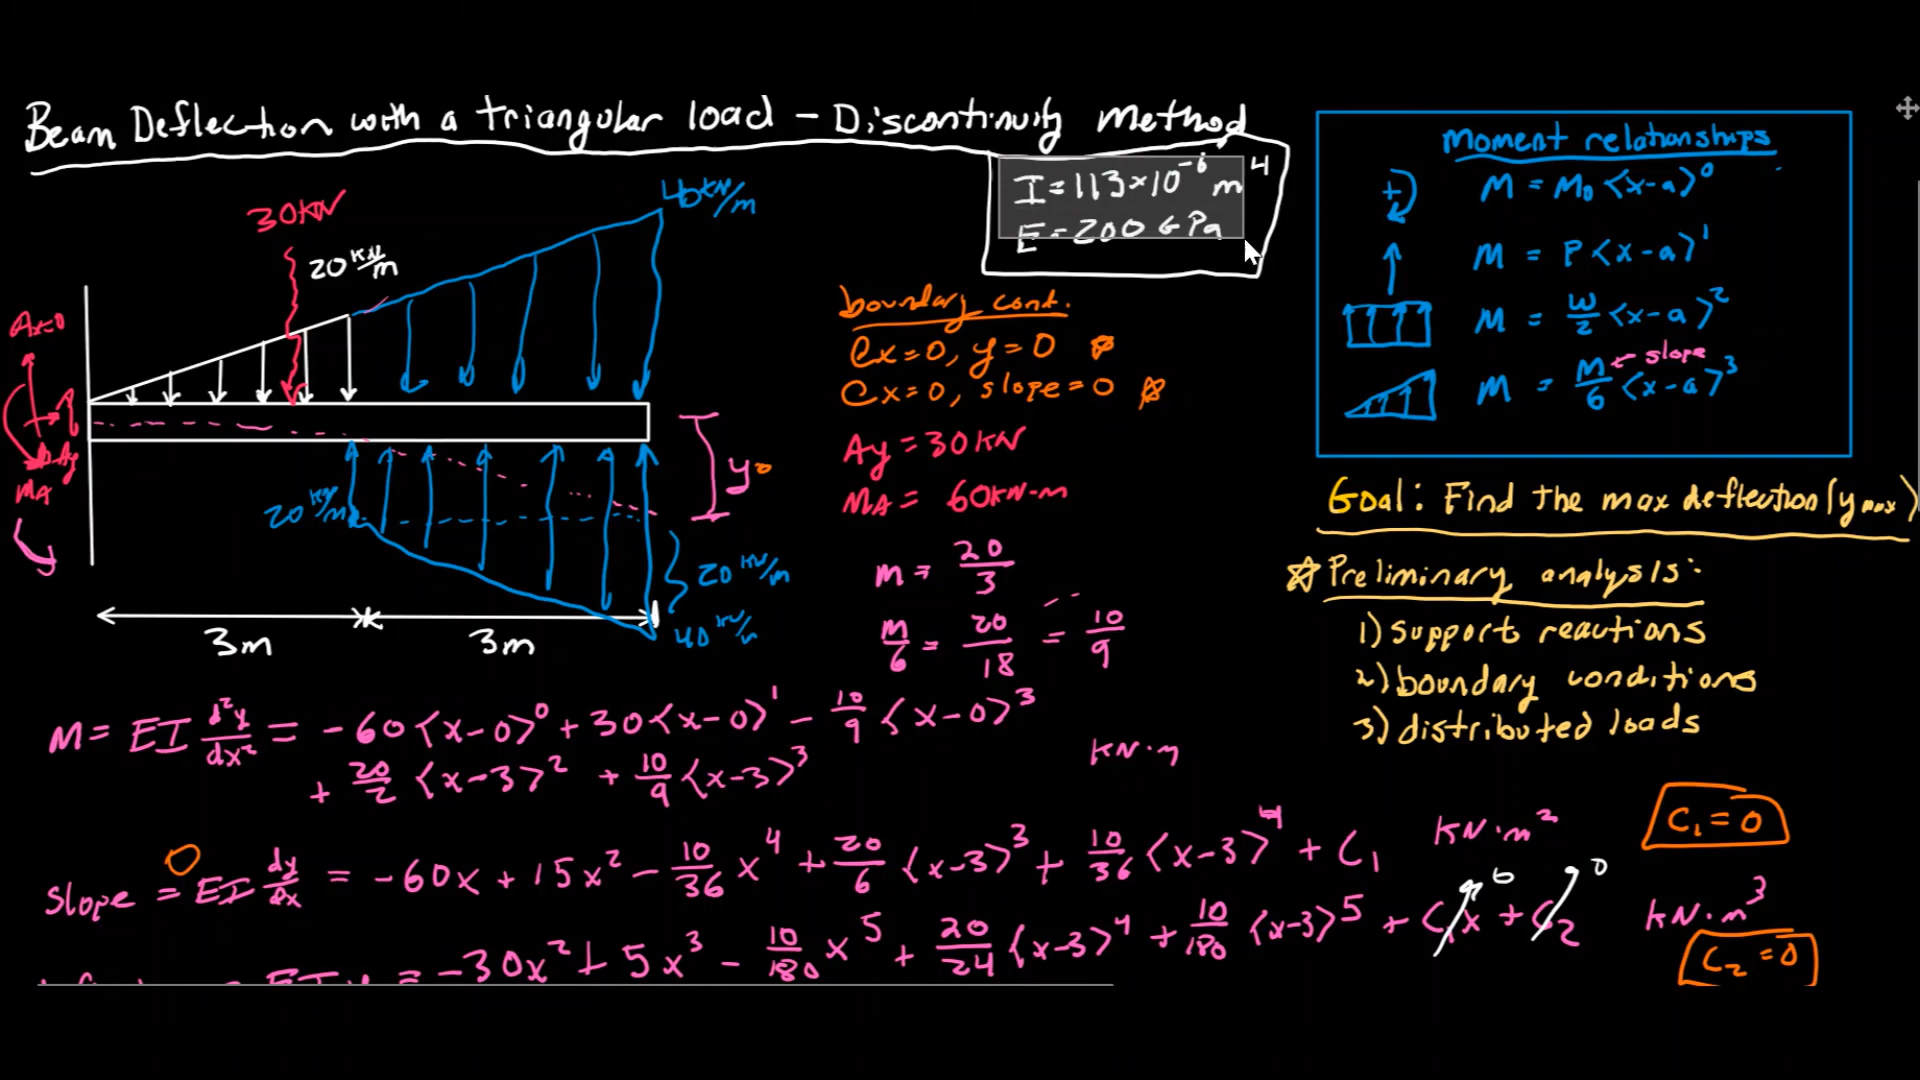 Beam Deflection with a triangular load - Discontinuity Method
I = 113×10⁻⁶ m⁴
E = 200 GPa
Moment relationships
M = M₀ <x-a>⁰
M = P <x-a>¹
M = w/2 <x-a>²
M = m/6 <x-a>³ ← slope
30KN
20 KN/m
40KN/m
Ax=0
Ay
MA
20 KN/m
20 KN/m
40 KN/m
y
3m
3m
boundary cont.
@x=0, y=0
@x=0, slope=0
Ay = 30KN
MA = 60KN·m
m = 20/3
m/6 = 20/18 = 10/9
Goal: Find the max deflection (y max)
☆ Preliminary analysis:
1) support reactions
2) boundary conditions
3) distributed loads
M = EI d²y/dx² = -60<x-0>⁰ + 30<x-0>¹ - 10/9 <x-0>³
+ 20/2 <x-3>² + 10/9 <x-3>³
KN·m
0
slope = EI dy/dx = -60x + 15x² - 10/36 x⁴ + 20/6 <x-3>³ + 10/36 <x-3>⁴ + C₁
KN·m²
C₁=0
= EIy = -30x² + 5x³ - 10/180 x⁵ + 20/24 <x-3>⁴ + 10/180 <x-3>⁵ + C₁x + C₂
0
0
KN·m³
C₂=0